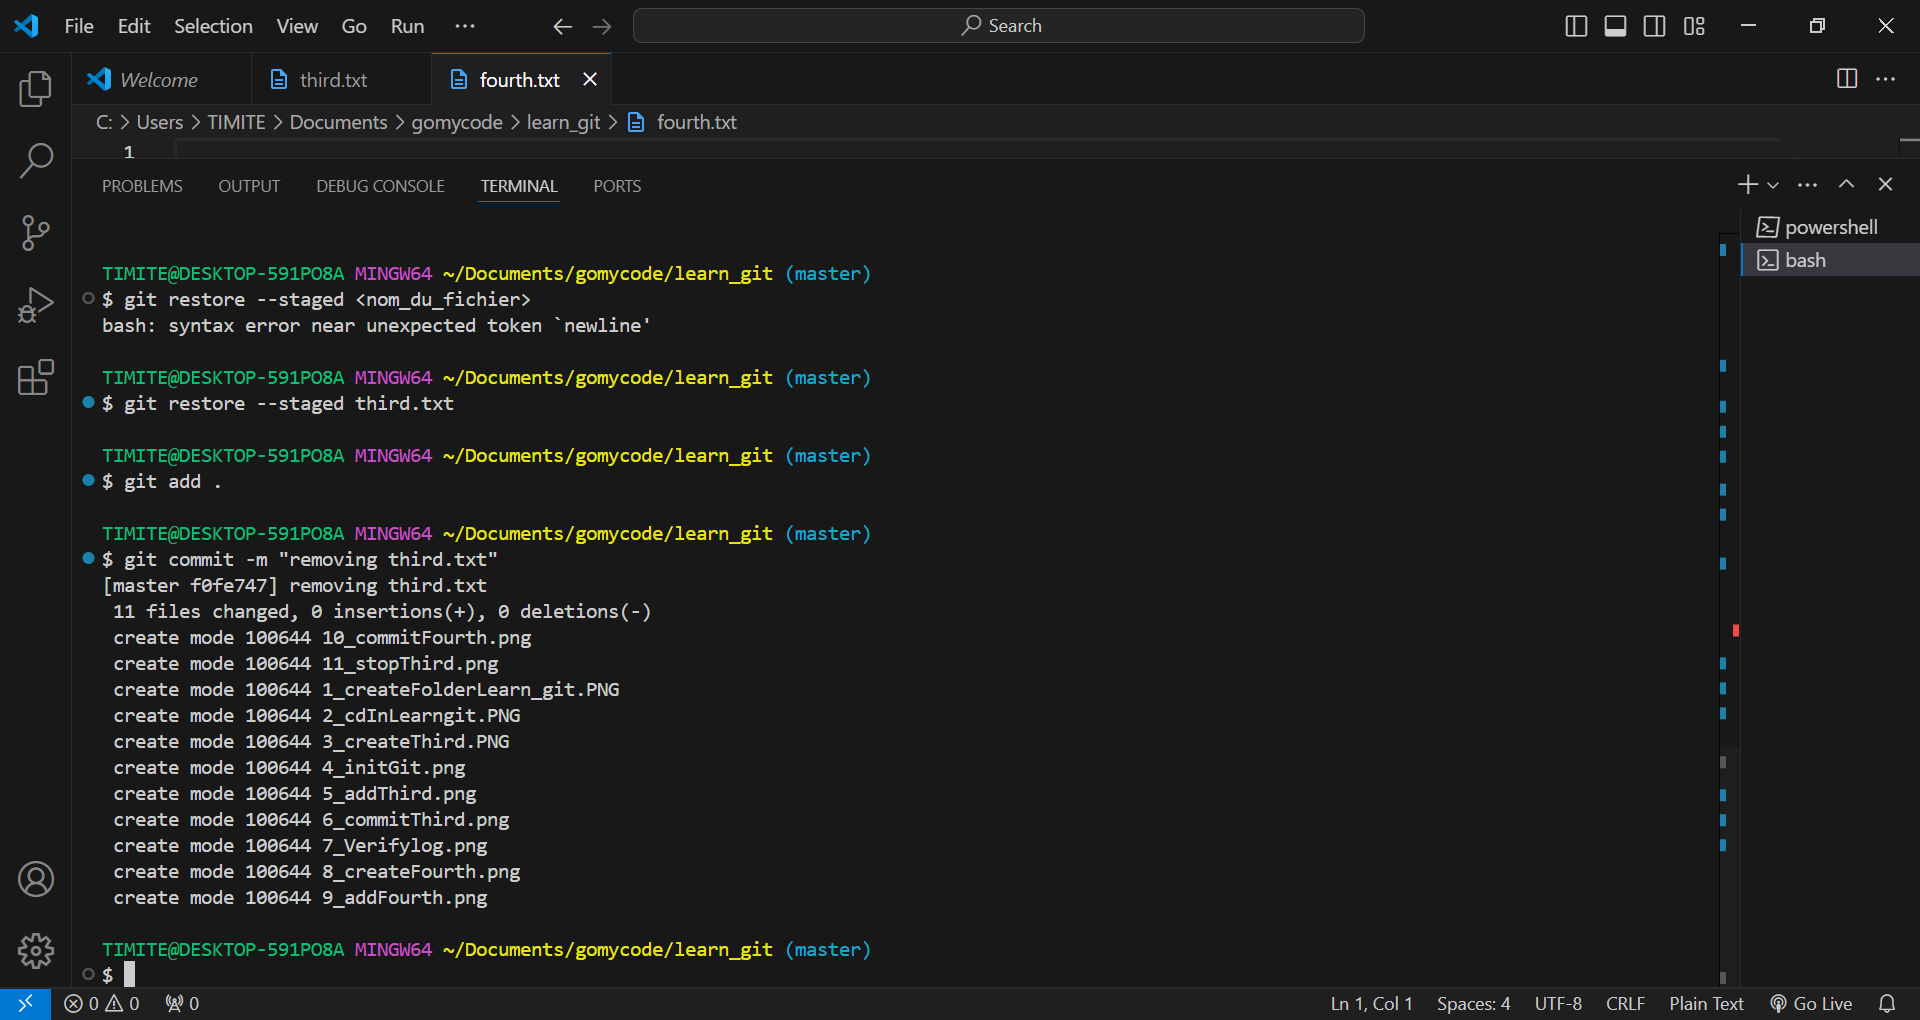 File Edit Selection View Go Run ··· Search
Welcome third.txt fourth.txt
C: > Users > TIMITE > Documents > gomycode > learn_git > fourth.txt
1
PROBLEMS OUTPUT DEBUG CONSOLE TERMINAL PORTS
powershell
bash
TIMITE@DESKTOP-591PO8A MINGW64 ~/Documents/gomycode/learn_git (master)
$ git restore --staged <nom_du_fichier>
bash: syntax error near unexpected token `newline'
TIMITE@DESKTOP-591PO8A MINGW64 ~/Documents/gomycode/learn_git (master)
$ git restore --staged third.txt
TIMITE@DESKTOP-591PO8A MINGW64 ~/Documents/gomycode/learn_git (master)
$ git add .
TIMITE@DESKTOP-591PO8A MINGW64 ~/Documents/gomycode/learn_git (master)
$ git commit -m "removing third.txt"
[master f0fe747] removing third.txt
11 files changed, 0 insertions(+), 0 deletions(-)
create mode 100644 10_commitFourth.png
create mode 100644 11_stopThird.png
create mode 100644 1_createFolderLearn_git.PNG
create mode 100644 2_cdInLearngit.PNG
create mode 100644 3_createThird.PNG
create mode 100644 4_initGit.png
create mode 100644 5_addThird.png
create mode 100644 6_commitThird.png
create mode 100644 7_Verifylog.png
create mode 100644 8_createFourth.png
create mode 100644 9_addFourth.png
TIMITE@DESKTOP-591PO8A MINGW64 ~/Documents/gomycode/learn_git (master)
$
0 0 0 Ln 1, Col 1 Spaces: 4 UTF-8 CRLF Plain Text Go Live